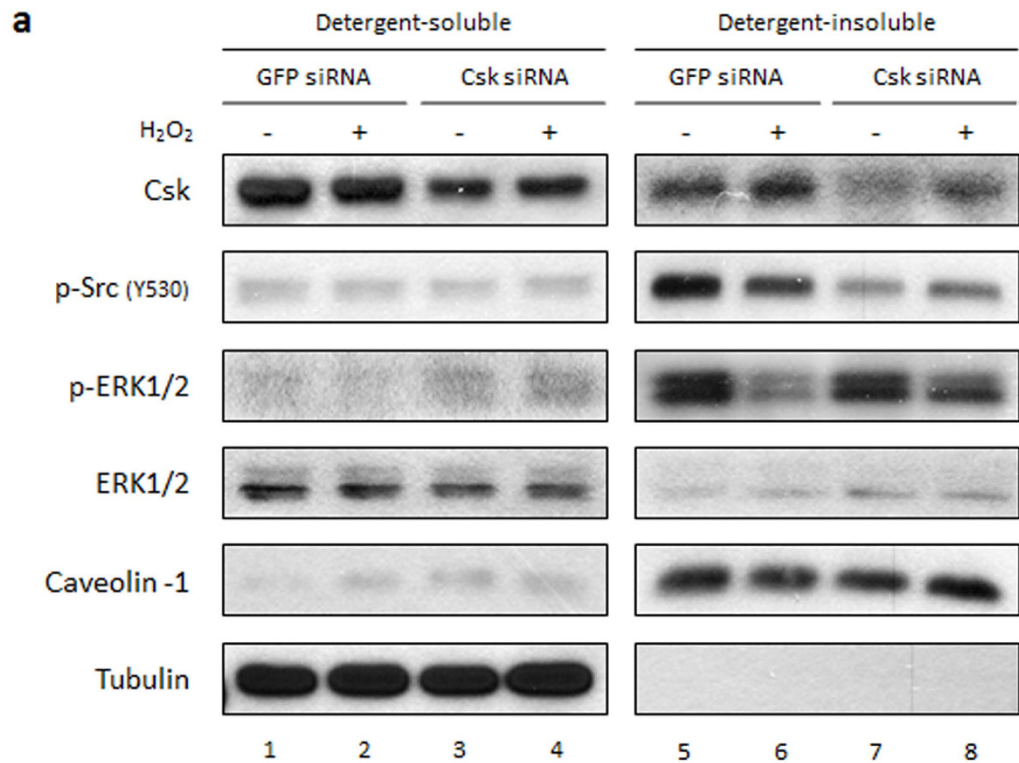 a
Detergent-soluble Detergent-insoluble
GFP siRNA Csk siRNA GFP siRNA Csk siRNA
H₂O₂ - + - + - + - +
Csk
p-Src (Y530)
p-ERK1/2
ERK1/2
Caveolin -1
Tubulin
1 2 3 4 5 6 7 8